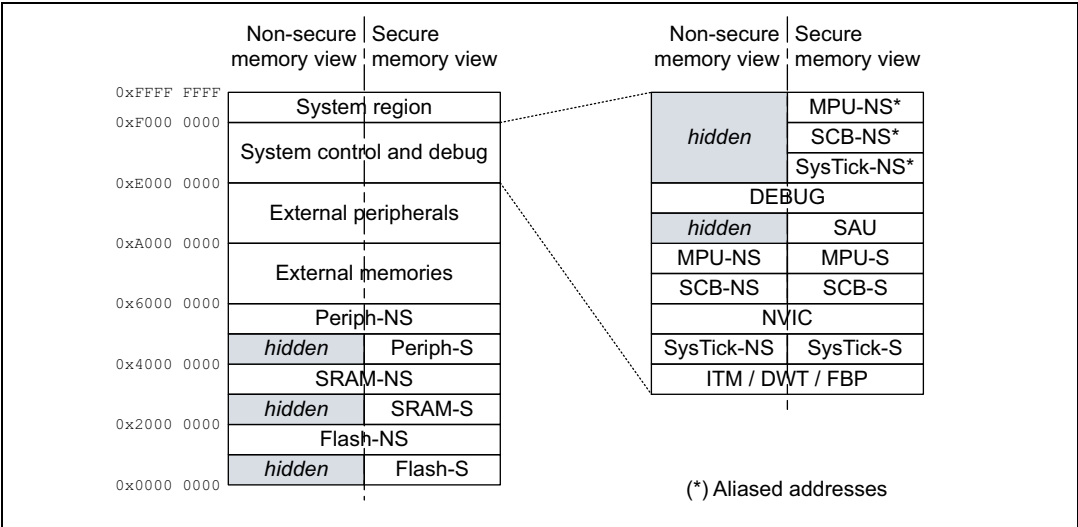 Non-secure Secure
memory view memory view
0xFFFF FFFF
System region
0xF000 0000
System control and debug
0xE000 0000
External peripherals
0xA000 0000
External memories
0x6000 0000
Periph-NS
hidden Periph-S
0x4000 0000
SRAM-NS
hidden SRAM-S
0x2000 0000
Flash-NS
hidden Flash-S
0x0000 0000
Non-secure Secure
memory view memory view
hidden
MPU-NS*
SCB-NS*
SysTick-NS*
DEBUG
hidden SAU
MPU-NS MPU-S
SCB-NS SCB-S
NVIC
SysTick-NS SysTick-S
ITM / DWT / FBP
(*) Aliased addresses